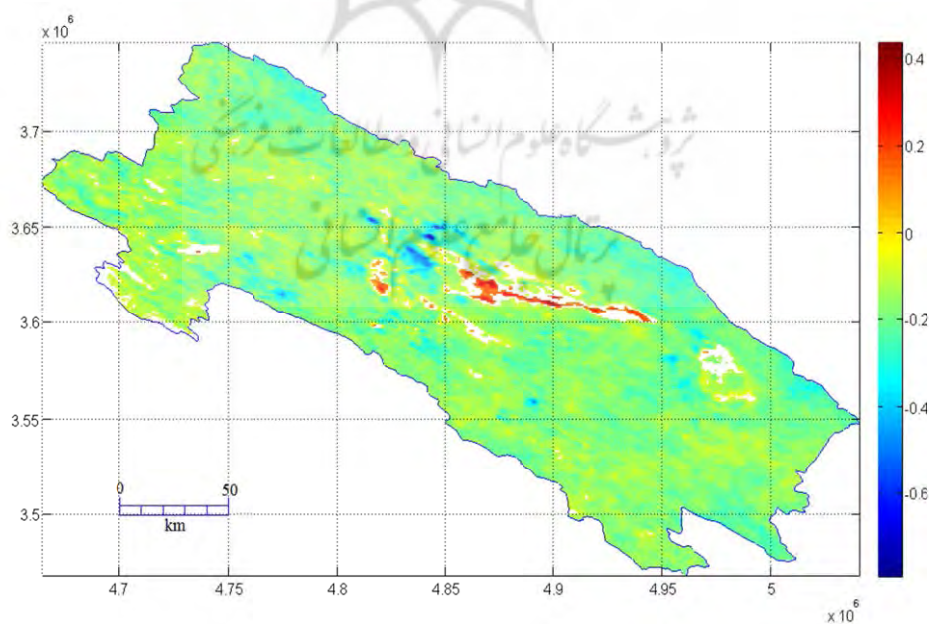 x 10⁶
0.4
3.7
0.2
پژوهشگاه علوم انسانی و مطالعات فرهنگی
3.65
0
پرتال جامع علوم انسانی
3.6
-0.2
3.55
-0.4
0 50
km
3.5
-0.6
4.7 4.75 4.8 4.85 4.9 4.95 5
x 10⁶